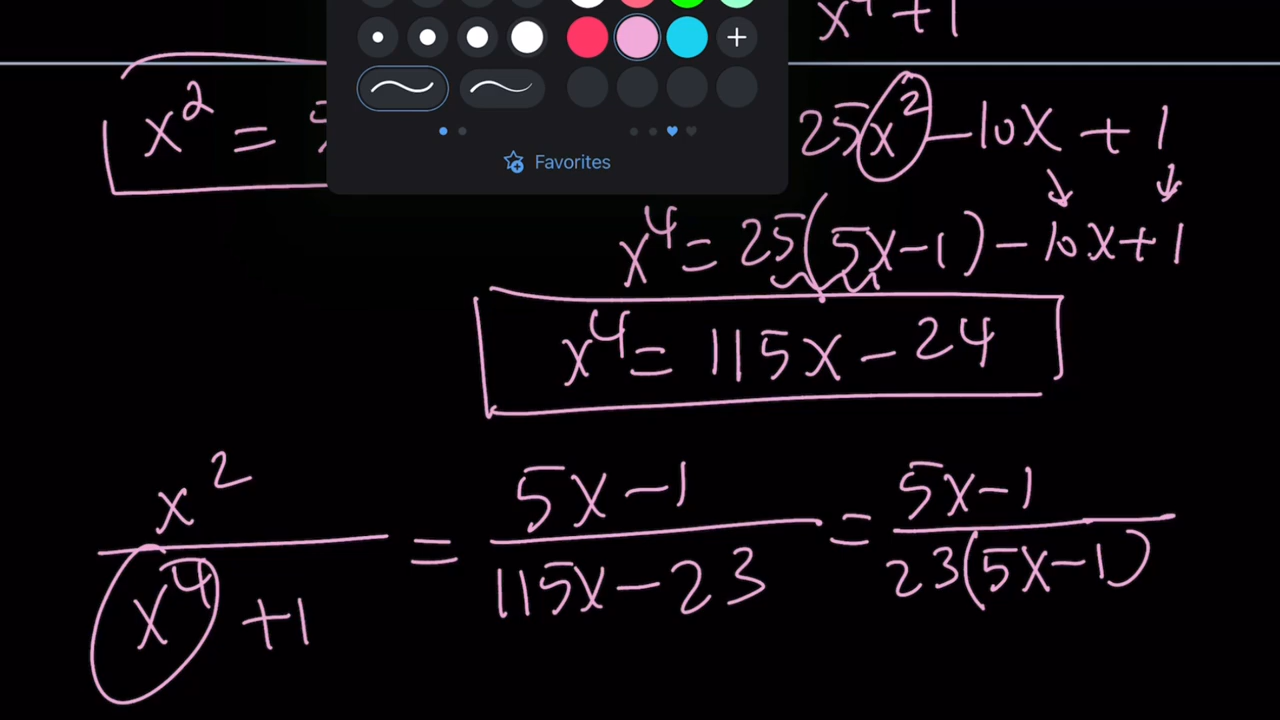 x⁴ + 1
x² = 5
25x² - 10x + 1
Favorites
x⁴ = 25(5x-1) - 10x + 1
x⁴ = 115x - 24
x²/(x⁴ + 1) = (5x-1)/(115x-23) = (5x-1)/(23(5x-1))